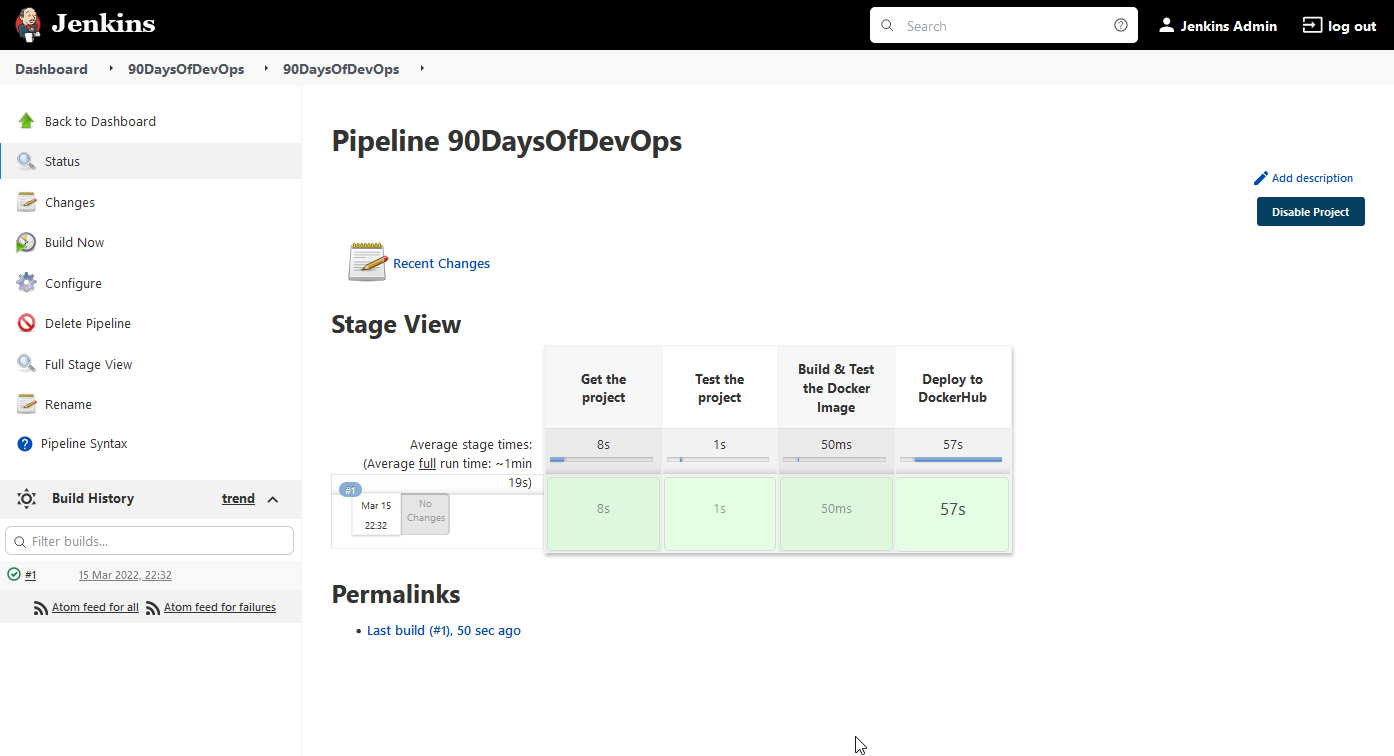 Jenkins
Search
Jenkins Admin
log out
Dashboard
90DaysOfDevOps
90DaysOfDevOps
Back to Dashboard
Status
Changes
Build Now
Configure
Delete Pipeline
Full Stage View
Rename
Pipeline Syntax
Build History
trend
Filter builds...
#1
15 Mar 2022, 22:32
Atom feed for all
Atom feed for failures
Pipeline 90DaysOfDevOps
Add description
Disable Project
Recent Changes
Stage View
Get the
project
Test the
project
Build & Test
the Docker
Image
Deploy to
DockerHub
Average stage times:
(Average full run time: ~1min
19s)
8s
1s
50ms
57s
#1
Mar 15
22:32
No
Changes
8s
1s
50ms
57s
Permalinks
Last build (#1), 50 sec ago